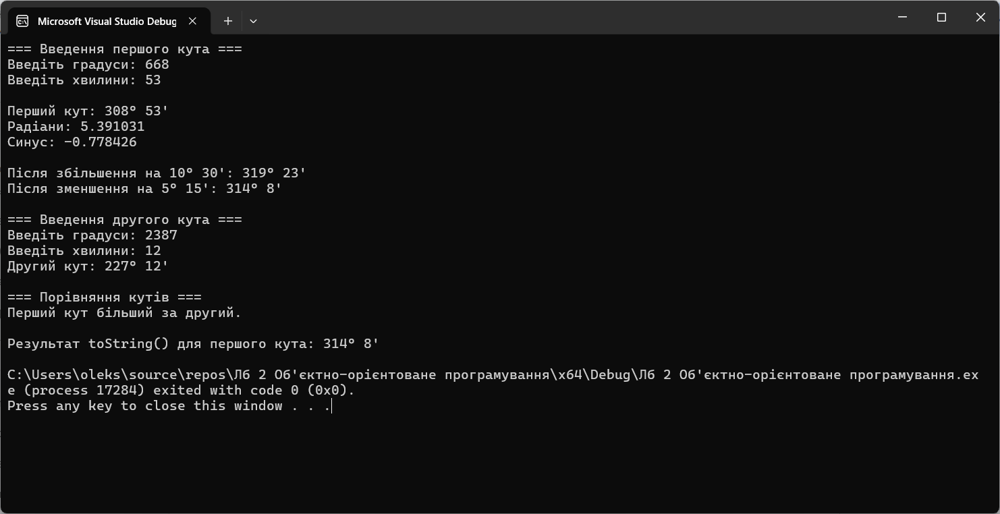 Microsoft Visual Studio Debug
=== Введення першого кута ===
Введіть градуси: 668
Введіть хвилини: 53
Перший кут: 308° 53'
Радіани: 5.391031
Синус: -0.778426
Після збільшення на 10° 30': 319° 23'
Після зменшення на 5° 15': 314° 8'
=== Введення другого кута ===
Введіть градуси: 2387
Введіть хвилини: 12
Другий кут: 227° 12'
=== Порівняння кутів ===
Перший кут більший за другий.
Результат toString() для першого кута: 314° 8'
C:\Users\oleks\source\repos\Лб 2 Об'єктно-орієнтоване програмування\x64\Debug\Лб 2 Об'єктно-орієнтоване програмування.ex
e (process 17284) exited with code 0 (0x0).
Press any key to close this window . . .